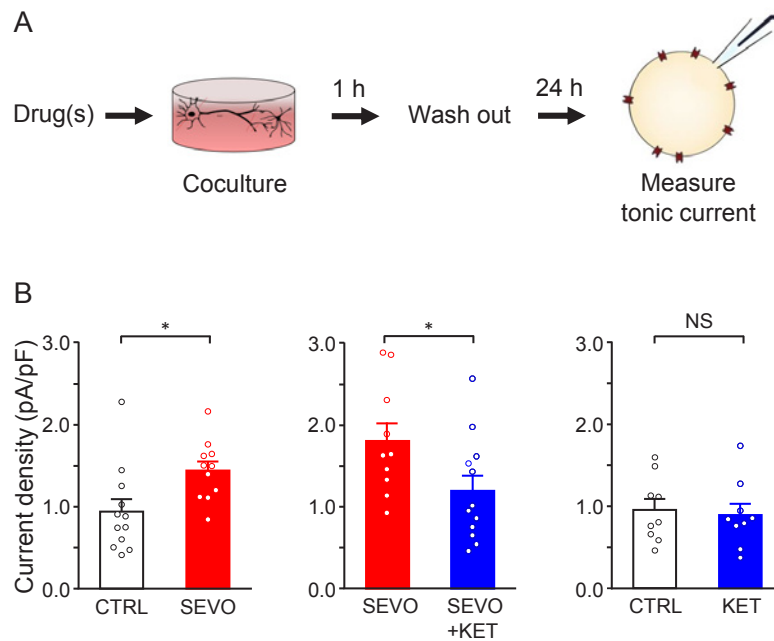 A
Drug(s)
Coculture
1 h
Wash out
24 h
Measure
tonic current
B
Current density (pA/pF)
3.0
2.0
1.0
0.0
*
CTRL
SEVO
3.0
2.0
1.0
0.0
*
SEVO
SEVO
+KET
3.0
2.0
1.0
0.0
NS
CTRL
KET